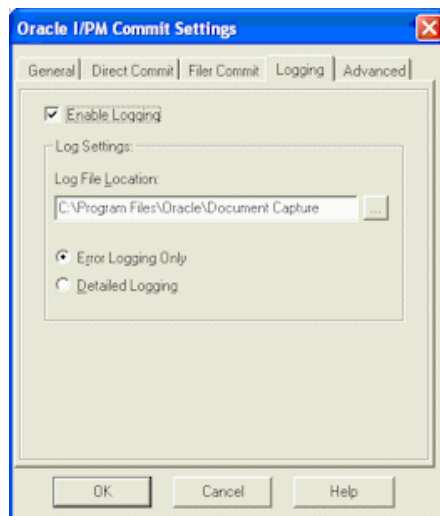 Oracle I/PM Commit Settings
General Direct Commit Filer Commit Logging Advanced
Enable Logging
Log Settings:
Log File Location:
C:\Program Files\Oracle\Document Capture ...
Error Logging Only
Detailed Logging
OK Cancel Help